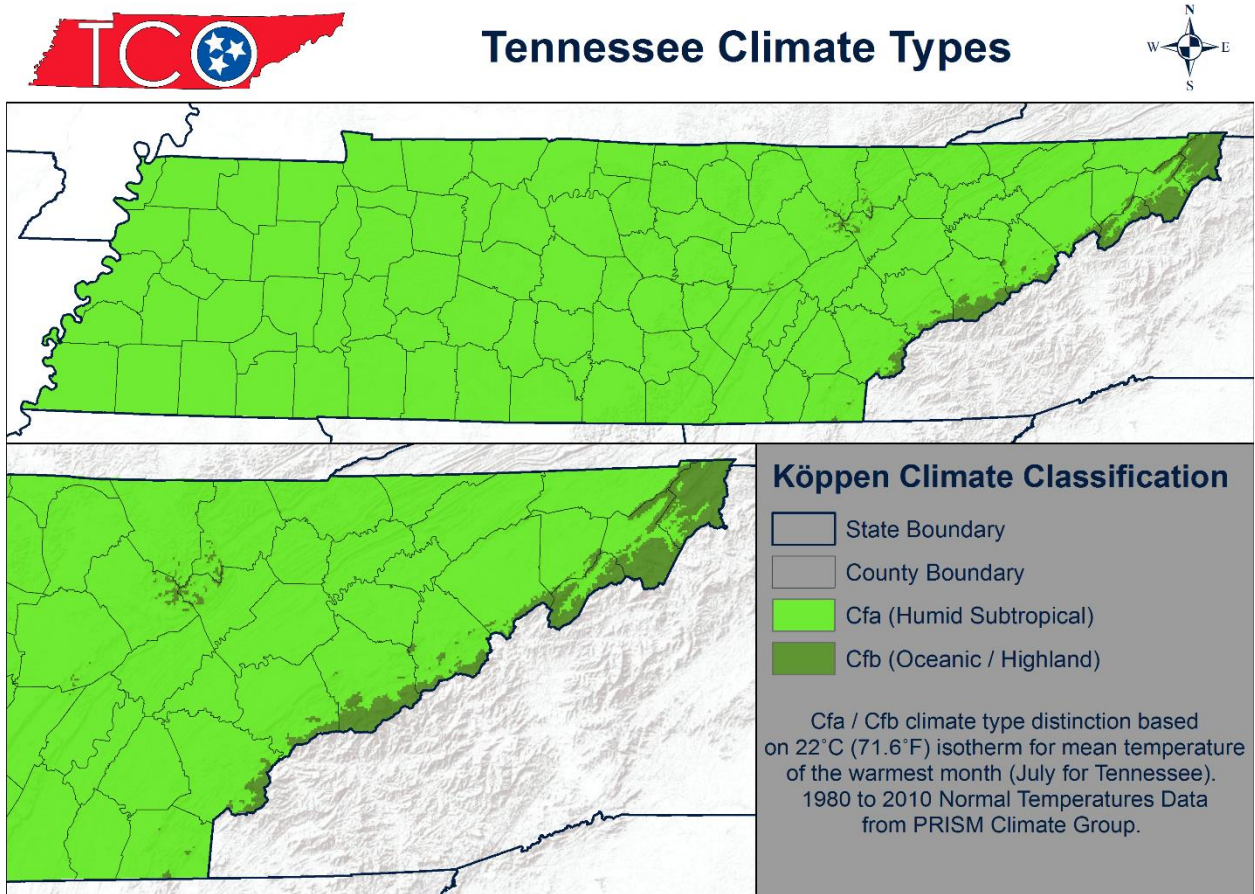 TCO
Tennessee Climate Types
N
W
E
S
Köppen Climate Classification
State Boundary
County Boundary
Cfa (Humid Subtropical)
Cfb (Oceanic / Highland)
Cfa / Cfb climate type distinction based
on 22˚C (71.6˚F) isotherm for mean temperature
of the warmest month (July for Tennessee).
1980 to 2010 Normal Temperatures Data
from PRISM Climate Group.